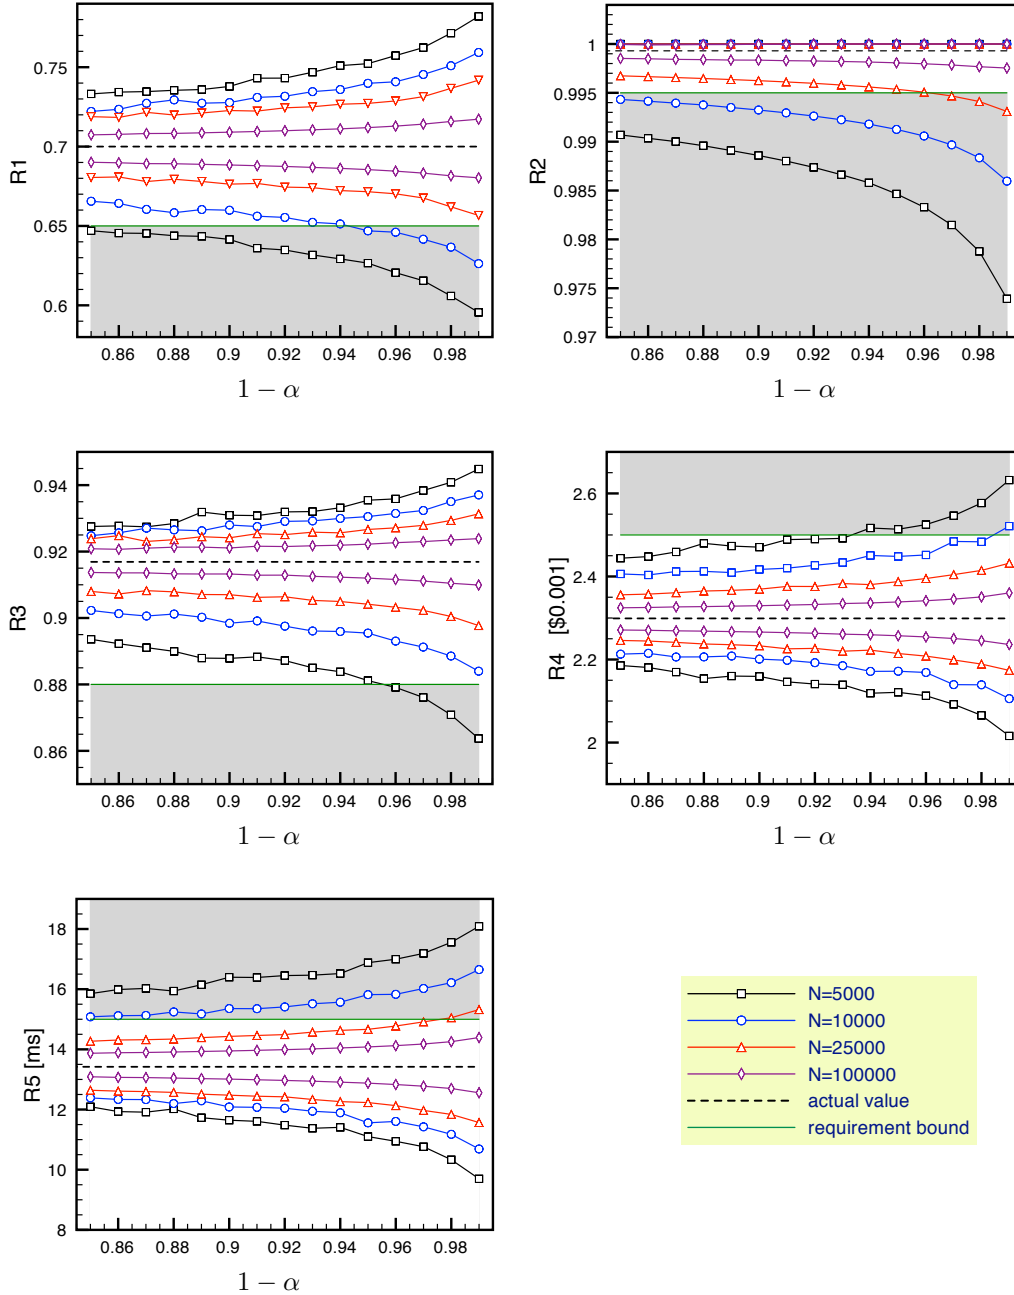 R1
0.75
0.7
0.65
0.6
0.86 0.88 0.9 0.92 0.94 0.96 0.98
1 − α
R2
1
0.995
0.99
0.985
0.98
0.975
0.97
0.86 0.88 0.9 0.92 0.94 0.96 0.98
1 − α
R3
0.94
0.92
0.9
0.88
0.86
0.86 0.88 0.9 0.92 0.94 0.96 0.98
1 − α
R4 [$0.001]
2.6
2.4
2.2
2
0.86 0.88 0.9 0.92 0.94 0.96 0.98
1 − α
R5 [ms]
18
16
14
12
10
8
0.86 0.88 0.9 0.92 0.94 0.96 0.98
1 − α
N=5000
N=10000
N=25000
N=100000
actual value
requirement bound